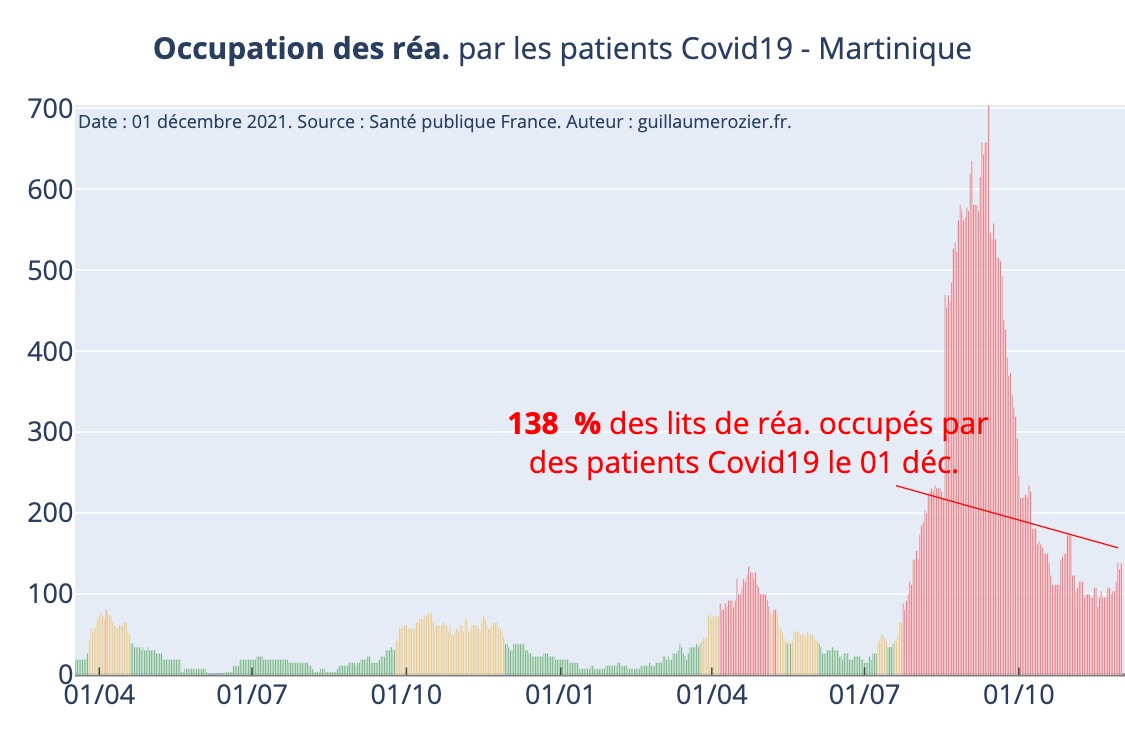 Occupation des réa. par les patients Covid19 - Martinique
700
Date : 01 décembre 2021. Source : Santé publique France. Auteur : guillaumerozier.fr.
600
500
400
300
138 % des lits de réa. occupés par
des patients Covid19 le 01 déc.
200
100
0
01/04 01/07 01/10 01/01 01/04 01/07 01/10